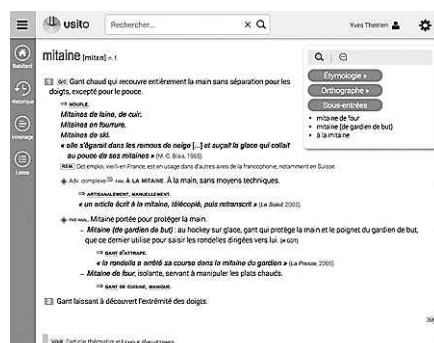 usito
Rechercher...
Yves Therrien
mitaine [mitɛn] n. f.
1 Q/C Gant chaud qui recouvre entièrement la main sans séparation pour les
doigts, excepté pour le pouce.
⇒ MOUFLE.
Mitaines de laine, de cuir.
Mitaines en fourrure.
Mitaines de ski.
« elle s'égarait dans les remous de neige [...] et suçait la glace qui collait
au pouce de ses mitaines » (M.-C. Blais, 1965).
REM Cet emploi, vieilli en France, est en usage dans d'autres aires de la francophonie, notamment en Suisse.
◈ Adv. complexe FAM. À LA MITAINE. À la main, sans moyens techniques.
⇒ ARTISANALEMENT, MANUELLEMENT.
« un article écrit à la mitaine, télécopié, puis retranscrit » (Le Soleil, 2002).
◈ PAR ANAL. Mitaine portée pour protéger la main.
– Mitaine (de gardien de but) : au hockey sur glace, gant qui protège la main et le poignet du gardien de but,
que ce dernier utilise pour saisir les rondelles dirigées vers lui.
⇒ GANT D'ATTRAPE.
« la rondelle a arrêté sa course dans la mitaine du gardien » (La Presse, 2005).
– Mitaine de four, isolante, servant à manipuler les plats chauds.
⇒ GANT DE CUISINE, MANIQUE.
2 Gant laissant à découvert l'extrémité des doigts.
Étymologie »
Orthographe »
Sous-entrées
• mitaine de four
• mitaine (de gardien de but)
• à la mitaine
Babillard
Historique
Listes